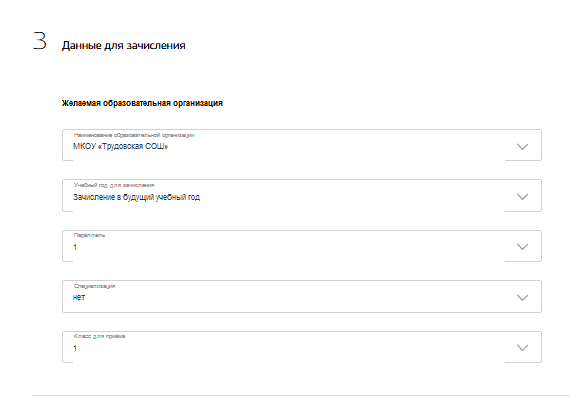 3
Данные для зачисления
Желаемая образовательная организация
Наименование образовательной организации
МКОУ «Трудовская СОШ»
Учебный год для зачисления
Зачисление в будущий учебный год
Параллель
1
Специализация
нет
Класс для приема
1